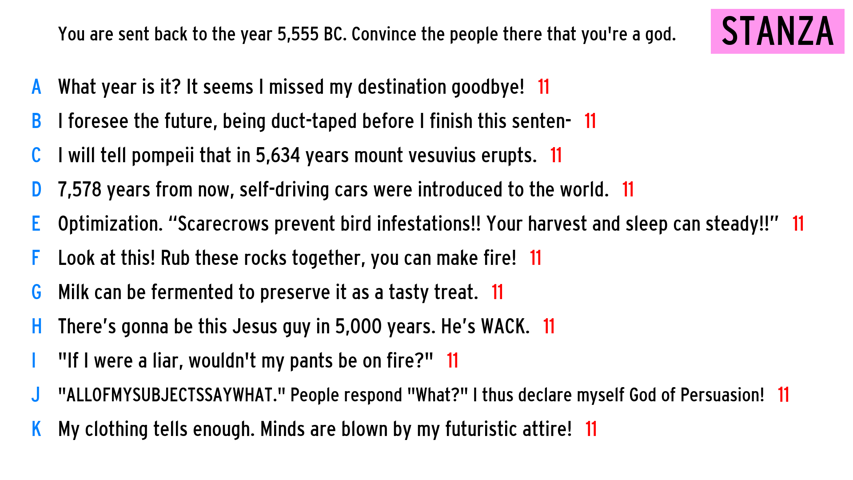 You are sent back to the year 5,555 BC. Convince the people there that you're a god.
STANZA
A What year is it? It seems I missed my destination goodbye! 11
B I foresee the future, being duct-taped before I finish this senten- 11
C I will tell pompeii that in 5,634 years mount vesuvius erupts. 11
D 7,578 years from now, self-driving cars were introduced to the world. 11
E Optimization. “Scarecrows prevent bird infestations!! Your harvest and sleep can steady!!” 11
F Look at this! Rub these rocks together, you can make fire! 11
G Milk can be fermented to preserve it as a tasty treat. 11
H There’s gonna be this Jesus guy in 5,000 years. He’s WACK. 11
I "If I were a liar, wouldn't my pants be on fire?" 11
J "ALLOFMYSUBJECTSSAYWHAT." People respond "What?" I thus declare myself God of Persuasion! 11
K My clothing tells enough. Minds are blown by my futuristic attire! 11